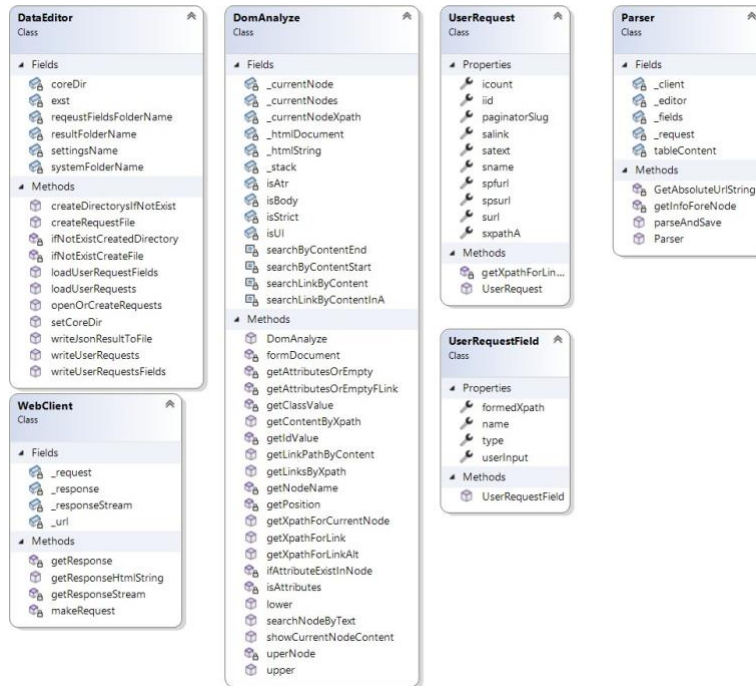 DataEditor
Class
Fields
coreDir
exst
reqeustFieldsFolderName
resultFolderName
settingsName
systemFolderName
Methods
createDirectorysIfNotExist
createRequestFile
ifNotExistCreatedDirectory
ifNotExistCreateFile
loadUserRequestFields
loadUserRequests
openOrCreateRequests
setCoreDir
writeJsonResultToFile
writeUserRequests
writeUserRequestsFields
WebClient
Class
Fields
_request
_response
_responseStream
_url
Methods
getResponse
getResponseHtmlString
getResponseStream
makeRequest
DomAnalyze
Class
Fields
_currentNode
_currentNodes
_currentNodeXpath
_htmlDocument
_htmlString
_stack
isAtr
isBody
isStrict
isUl
searchByContentEnd
searchByContentStart
searchLinkByContent
searchLinkByContentInA
Methods
DomAnalyze
formDocument
getAttributesOrEmpty
getAttributesOrEmptyFLink
getClassValue
getContentByXpath
getIdValue
getLinkPathByContent
getLinksByXpath
getNodeName
getPosition
getXpathForCurrentNode
getXpathForLink
getXpathForLinkAlt
ifAttributeExistInNode
isAttributes
lower
searchNodeByText
showCurrentNodeContent
uperNode
upper
UserRequest
Class
Properties
icount
iid
paginatorSlug
salink
satext
sname
spfurl
spsurl
surl
sxpathA
Methods
getXpathForLin...
UserRequest
UserRequestField
Class
Properties
formedXpath
name
type
userInput
Methods
UserRequestField
Parser
Class
Fields
_client
_editor
_fields
_request
tableContent
Methods
GetAbsoluteUrlString
getInfoForeNode
parseAndSave
Parser